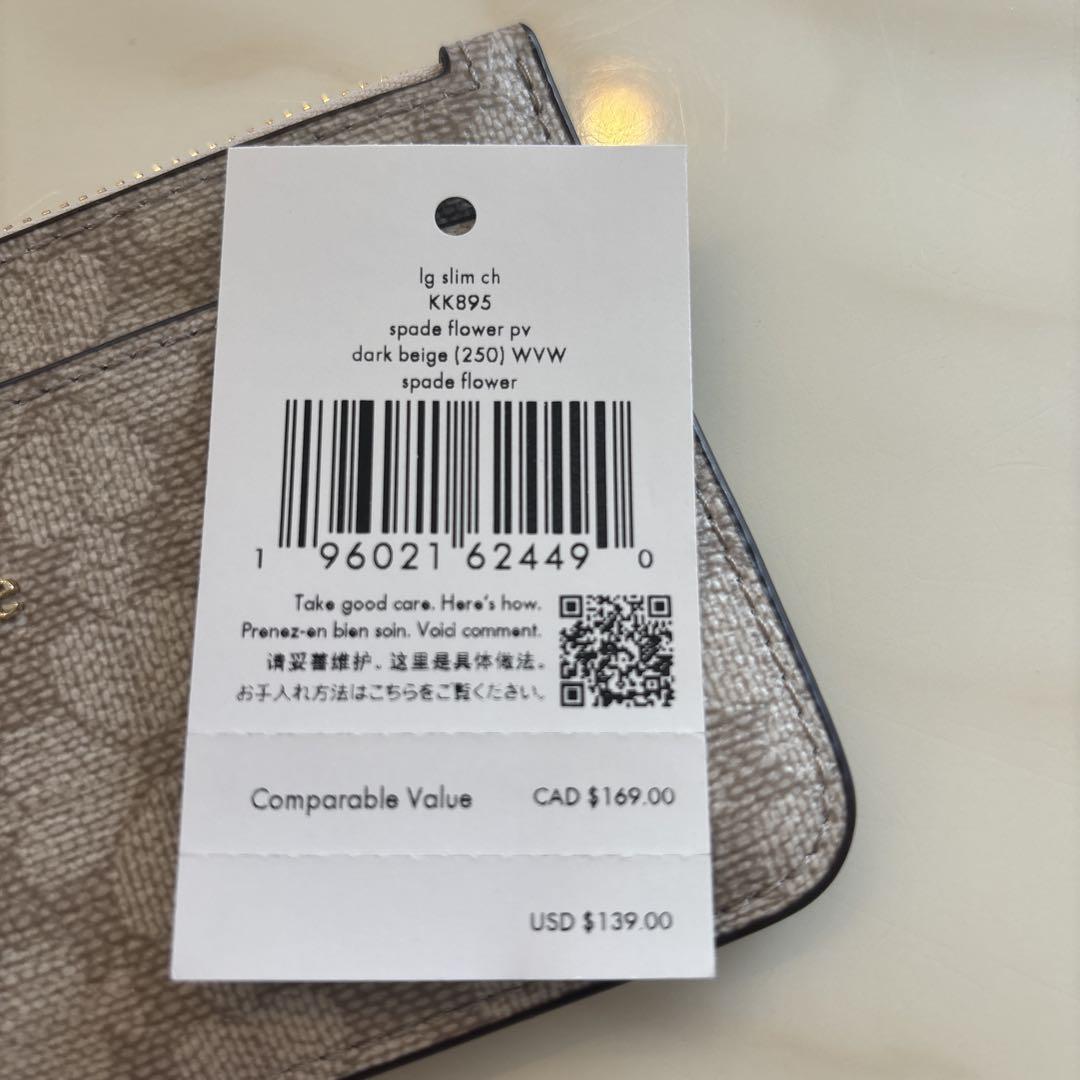 lg slim ch
KK895
spade flower pv
dark beige (250) WVW
spade flower
1 96021 62449 0
Take good care. Here's how.
Prenez-en bien soin. Voici comment.
请妥善维护。这里是具体做法。
お手入れ方法はこちらをご覧ください。
Comparable Value CAD $169.00
USD $139.00